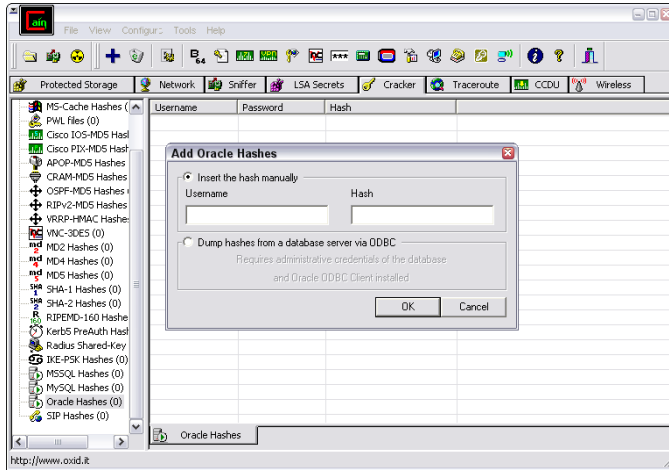 Cain
File View Configure Tools Help
B 64
Protected Storage Network Sniffer LSA Secrets Cracker Traceroute CCDU Wireless
MS-Cache Hashes (
PWL files (0)
Cisco IOS-MD5 Hasl
Cisco PIX-MD5 Hash
APOP-MD5 Hashes
CRAM-MD5 Hashes
OSPF-MD5 Hashes
RIPv2-MD5 Hashes
VRRP-HMAC Hashe
VNC-3DES (0)
MD2 Hashes (0)
MD4 Hashes (0)
MD5 Hashes (0)
SHA-1 Hashes (0)
SHA-2 Hashes (0)
RIPEMD-160 Hashe
Kerb5 PreAuth Hash
Radius Shared-Key
IKE-PSK Hashes (0)
MSSQL Hashes (0)
MySQL Hashes (0)
Oracle Hashes (0)
SIP Hashes (0)
Username Password Hash
Add Oracle Hashes
Insert the hash manually
Username Hash
Dump hashes from a database server via ODBC
Requires administrative credentials of the database
and Oracle ODBC Client installed
OK Cancel
Oracle Hashes
http://www.oxid.it